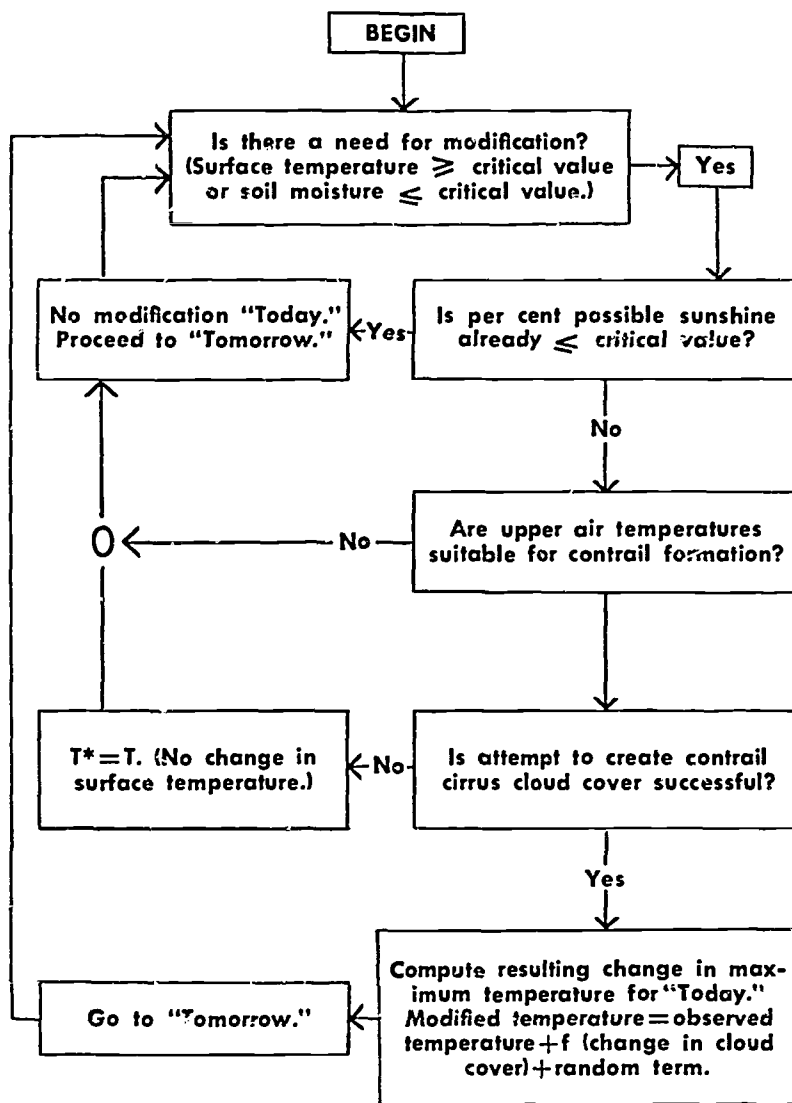 BEGIN
Is there a need for modification?
(Surface temperature ⩾ critical value
or soil moisture ⩽ critical value.)
Yes
No modification "Today."
Proceed to "Tomorrow."
Yes
Is per cent possible sunshine
already ⩽ critical value?
No
Are upper air temperatures
suitable for contrail formation?
No
T*=T. (No change in
surface temperature.)
No
Is attempt to create contrail
cirrus cloud cover successful?
Yes
Compute resulting change in max-
imum temperature for "Today."
Modified temperature=observed
temperature+f (change in cloud
cover)+random term.
Go to "Tomorrow."